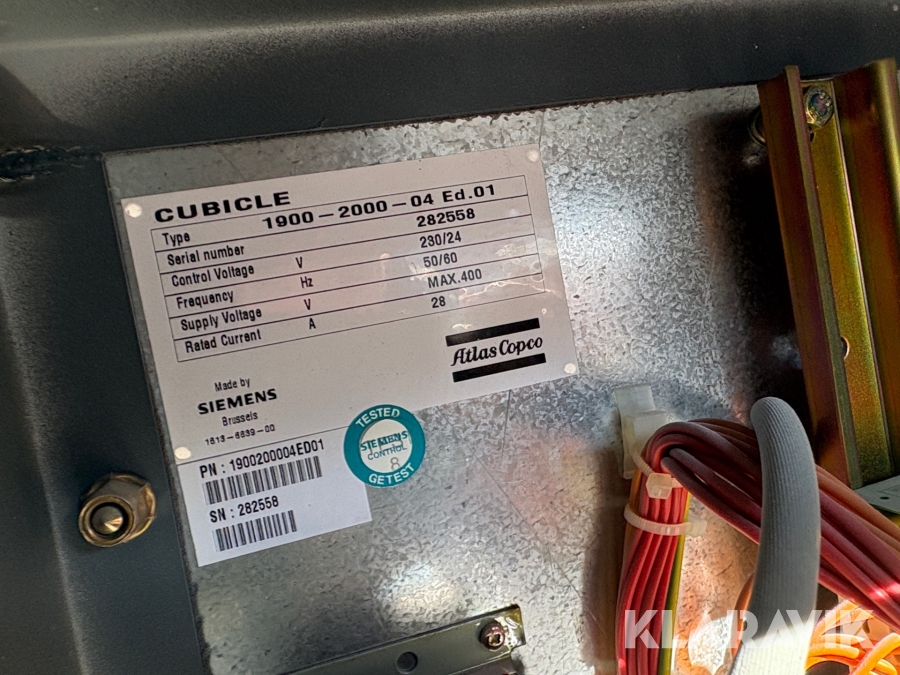 CUBICLE
Type 1900-2000-04 Ed.01
Serial number 282558
Control Voltage V 230/24
Frequency Hz 50/60
Supply Voltage V MAX.400
Rated Current A 28
Atlas Copco
Made by
SIEMENS
Brussels
1613-6839-00
PN : 1900200004ED01
SN : 282558
TESTED
SIEMENS
CONTROL
8
GETEST
KLARAVIK